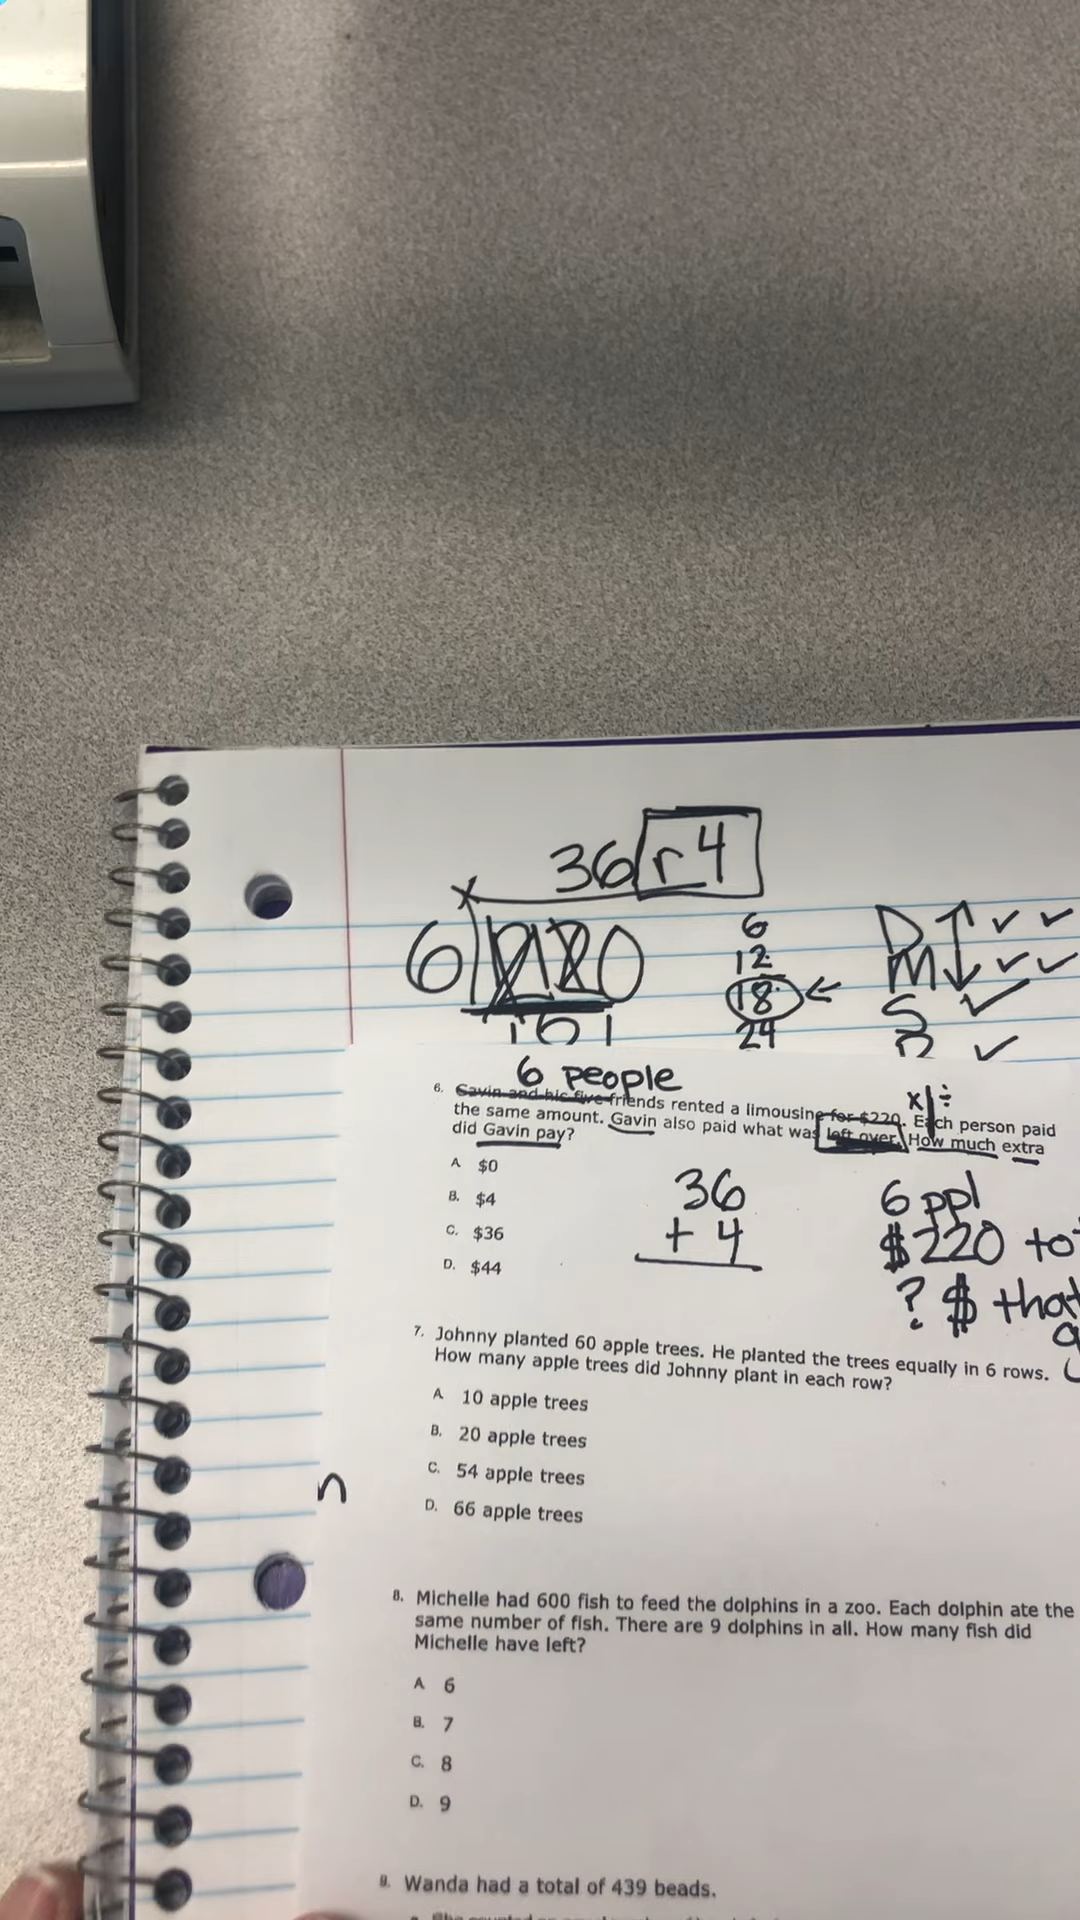 36 r 4
6 220
6
12
18 ←
24
D ↑ ✓ ✓
M ↓ ✓ ✓
S ✓
✓
6 people
x | ÷
6. Gavin and his five friends rented a limousine for $220. Each person paid
the same amount. Gavin also paid what was left over. How much extra
did Gavin pay?
A $0
B. $4
C. $36
D. $44
36
+ 4
6 ppl
$220 to
? $ that
7. Johnny planted 60 apple trees. He planted the trees equally in 6 rows.
How many apple trees did Johnny plant in each row?
A 10 apple trees
B. 20 apple trees
C. 54 apple trees
D. 66 apple trees
n
8. Michelle had 600 fish to feed the dolphins in a zoo. Each dolphin ate the
same number of fish. There are 9 dolphins in all. How many fish did
Michelle have left?
A 6
B. 7
C. 8
D. 9
9. Wanda had a total of 439 beads.